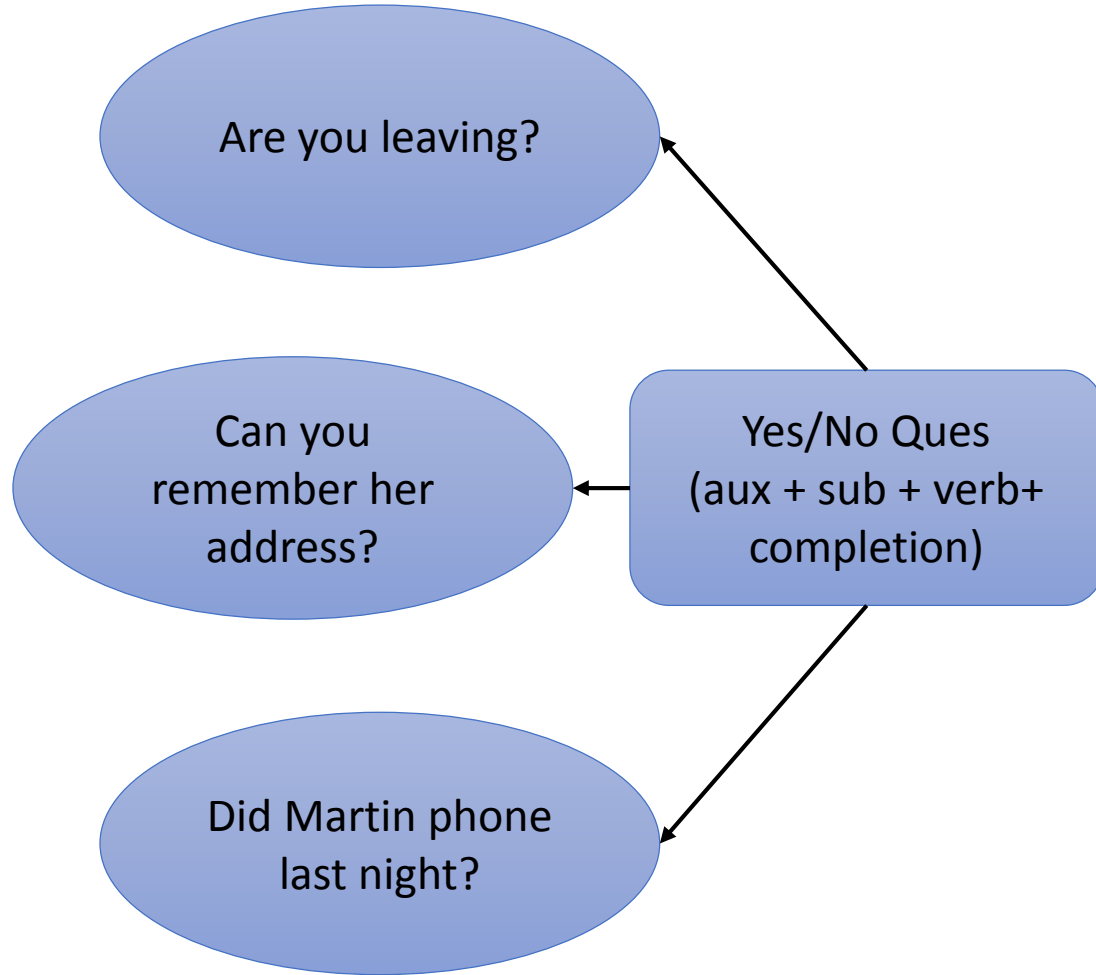 Are you leaving?
Can you
remember her
address?
Yes/No Ques
(aux + sub + verb+
completion)
Did Martin phone
last night?